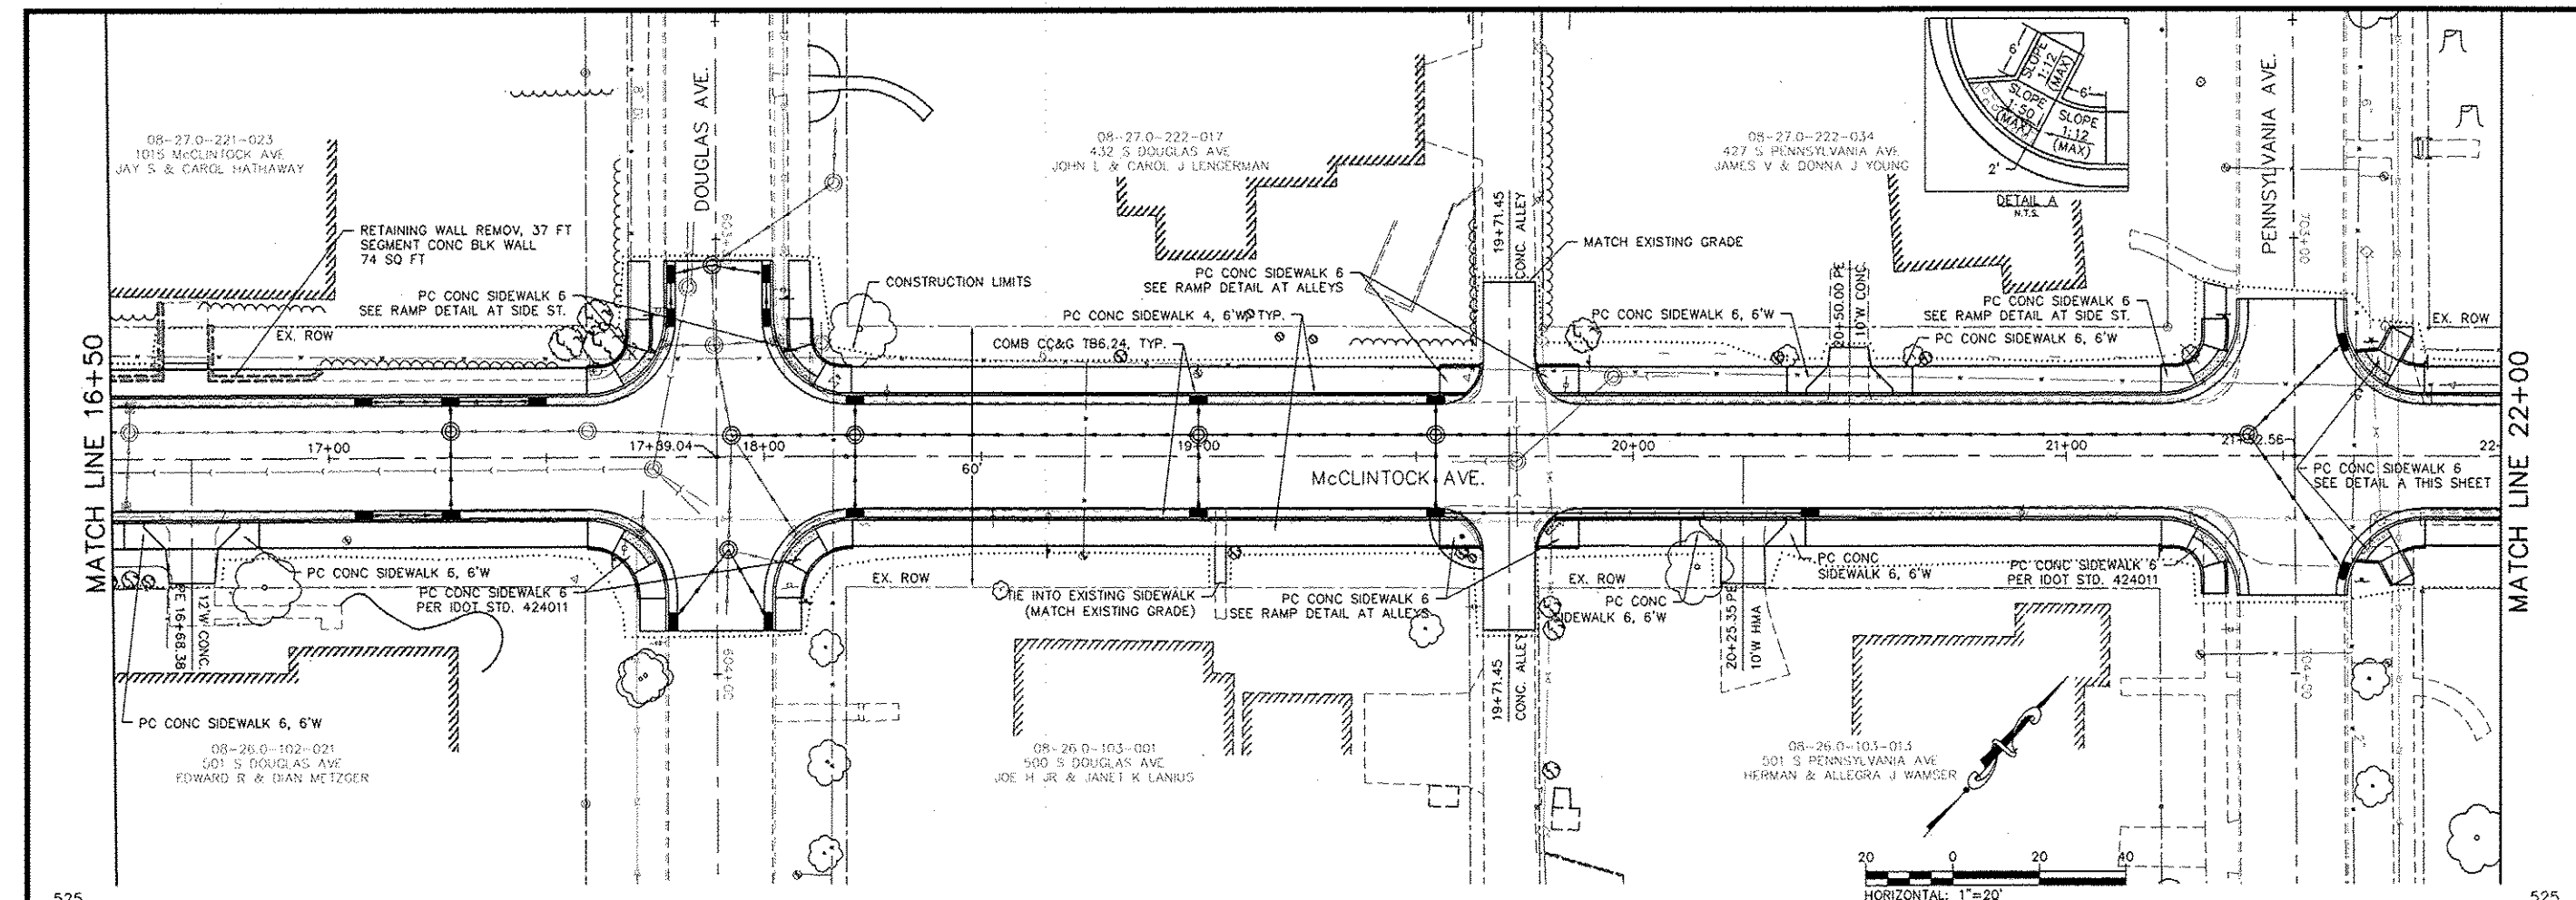 MATCH LINE 16+50
08-27.0-221-023
1015 McCLINTOCK AVE
JAY S & CAROL HATHAWAY
RETAINING WALL REMOV, 37 FT
SEGMENT CONC BLK WALL
74 SQ FT
PC CONC SIDEWALK 6
SEE RAMP DETAIL AT SIDE ST.
EX. ROW
DOUGLAS AVE.
CONSTRUCTION LIMITS
08-27.0-222-017
432 S DOUGLAS AVE
JOHN L & CAROL J LENGERMAN
PC CONC SIDEWALK 6
SEE RAMP DETAIL AT ALLEYS
PC CONC SIDEWALK 4, 6'W TYP.
COMB CC&G TB6.24, TYP.
19+71.45
CONC. ALLEY
MATCH EXISTING GRADE
08-27.0-222-034
427 S PENNSYLVANIA AVE
JAMES V & DONNA J YOUNG
PC CONC SIDEWALK 6, 6'W
20+50.00 PE
10'W CONC.
PC CONC SIDEWALK 6
SEE RAMP DETAIL AT SIDE ST.
PC CONC SIDEWALK 6, 6'W
6'
SLOPE
1:12
(MAX)
6'
SLOPE
1:50
(MAX)
SLOPE
1:12
(MAX)
2'
DETAIL A
N.T.S.
PENNSYLVANIA AVE.
703+00
EX. ROW
MATCH LINE 22+00
17+00
17+89.04
18+00
60'
19+00
McCLINTOCK AVE.
20+00
21+00
PC CONC SIDEWALK 6
SEE DETAIL A THIS SHEET
PC CONC SIDEWALK 6, 6'W
PE 16+68.38
12'W CONC.
PC CONC SIDEWALK 6
PER IDOT STD. 424011
PC CONC SIDEWALK 6, 6'W
08-26.0-102-021
501 S DOUGLAS AVE
EDWARD R & DIAN METZGER
604+00
EX. ROW
TIE INTO EXISTING SIDEWALK
(MATCH EXISTING GRADE)
08-26.0-103-001
500 S DOUGLAS AVE
JOE H JR & JANET K LANIUS
PC CONC SIDEWALK 6
SEE RAMP DETAIL AT ALLEYS
19+71.45
CONC. ALLEY
EX. ROW
PC CONC
SIDEWALK 6, 6'W
20+25.35 PE
10'W HMA
PC CONC
SIDEWALK 6, 6'W
PC CONC SIDEWALK 6
PER IDOT STD. 424011
08-26.0-103-013
501 S PENNSYLVANIA AVE
HERMAN & ALLEGRA J WAMSER
704+00
20 0 20 40
HORIZONTAL: 1"=20'
525
525